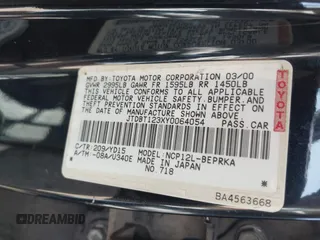 MFD.BY:TOYOTA MOTOR CORPORATION 03/00
GVWR 2995LB GAWR FR 1595LB RR 1450LB
THIS VEHICLE CONFORMS TO ALL APPLICABLE
FEDERAL MOTOR VEHICLE SAFETY AND
THEFT PREVENTION STANDARDS IN EFFECT ON
THE DATE OF MANUFACTURE SHOWN ABOVE.
JTDBT123XY0064054 PASS.CAR
C/TR:209/YD15 MODEL:NCP12L-BEPRKA
A/TM -08A/U340E MADE IN JAPAN
NO.718
TOYOTA
BA4563668
© DREAMBID